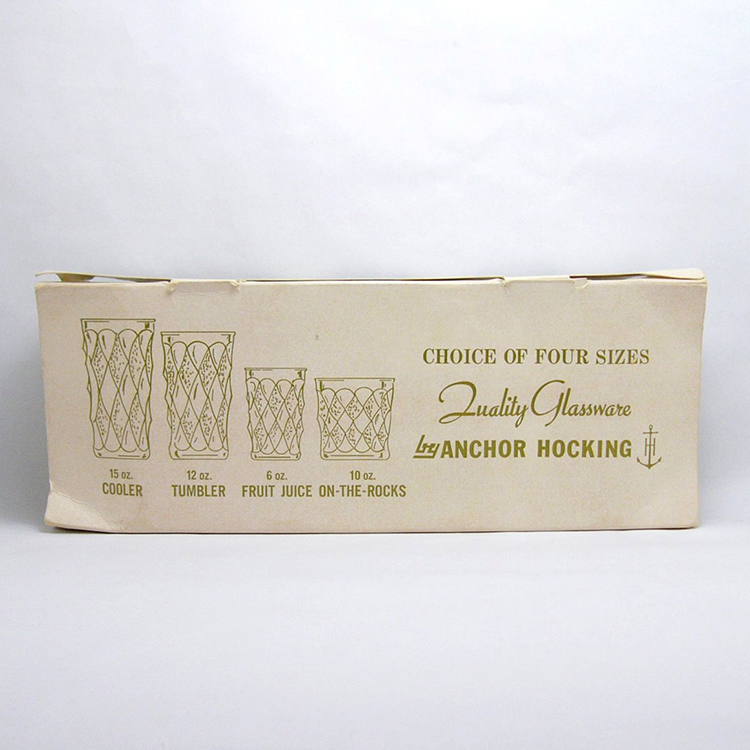 CHOICE OF FOUR SIZES
Quality Glassware
by ANCHOR HOCKING
15 oz.
COOLER
12 oz.
TUMBLER
6 oz.
FRUIT JUICE
10 oz.
ON-THE-ROCKS